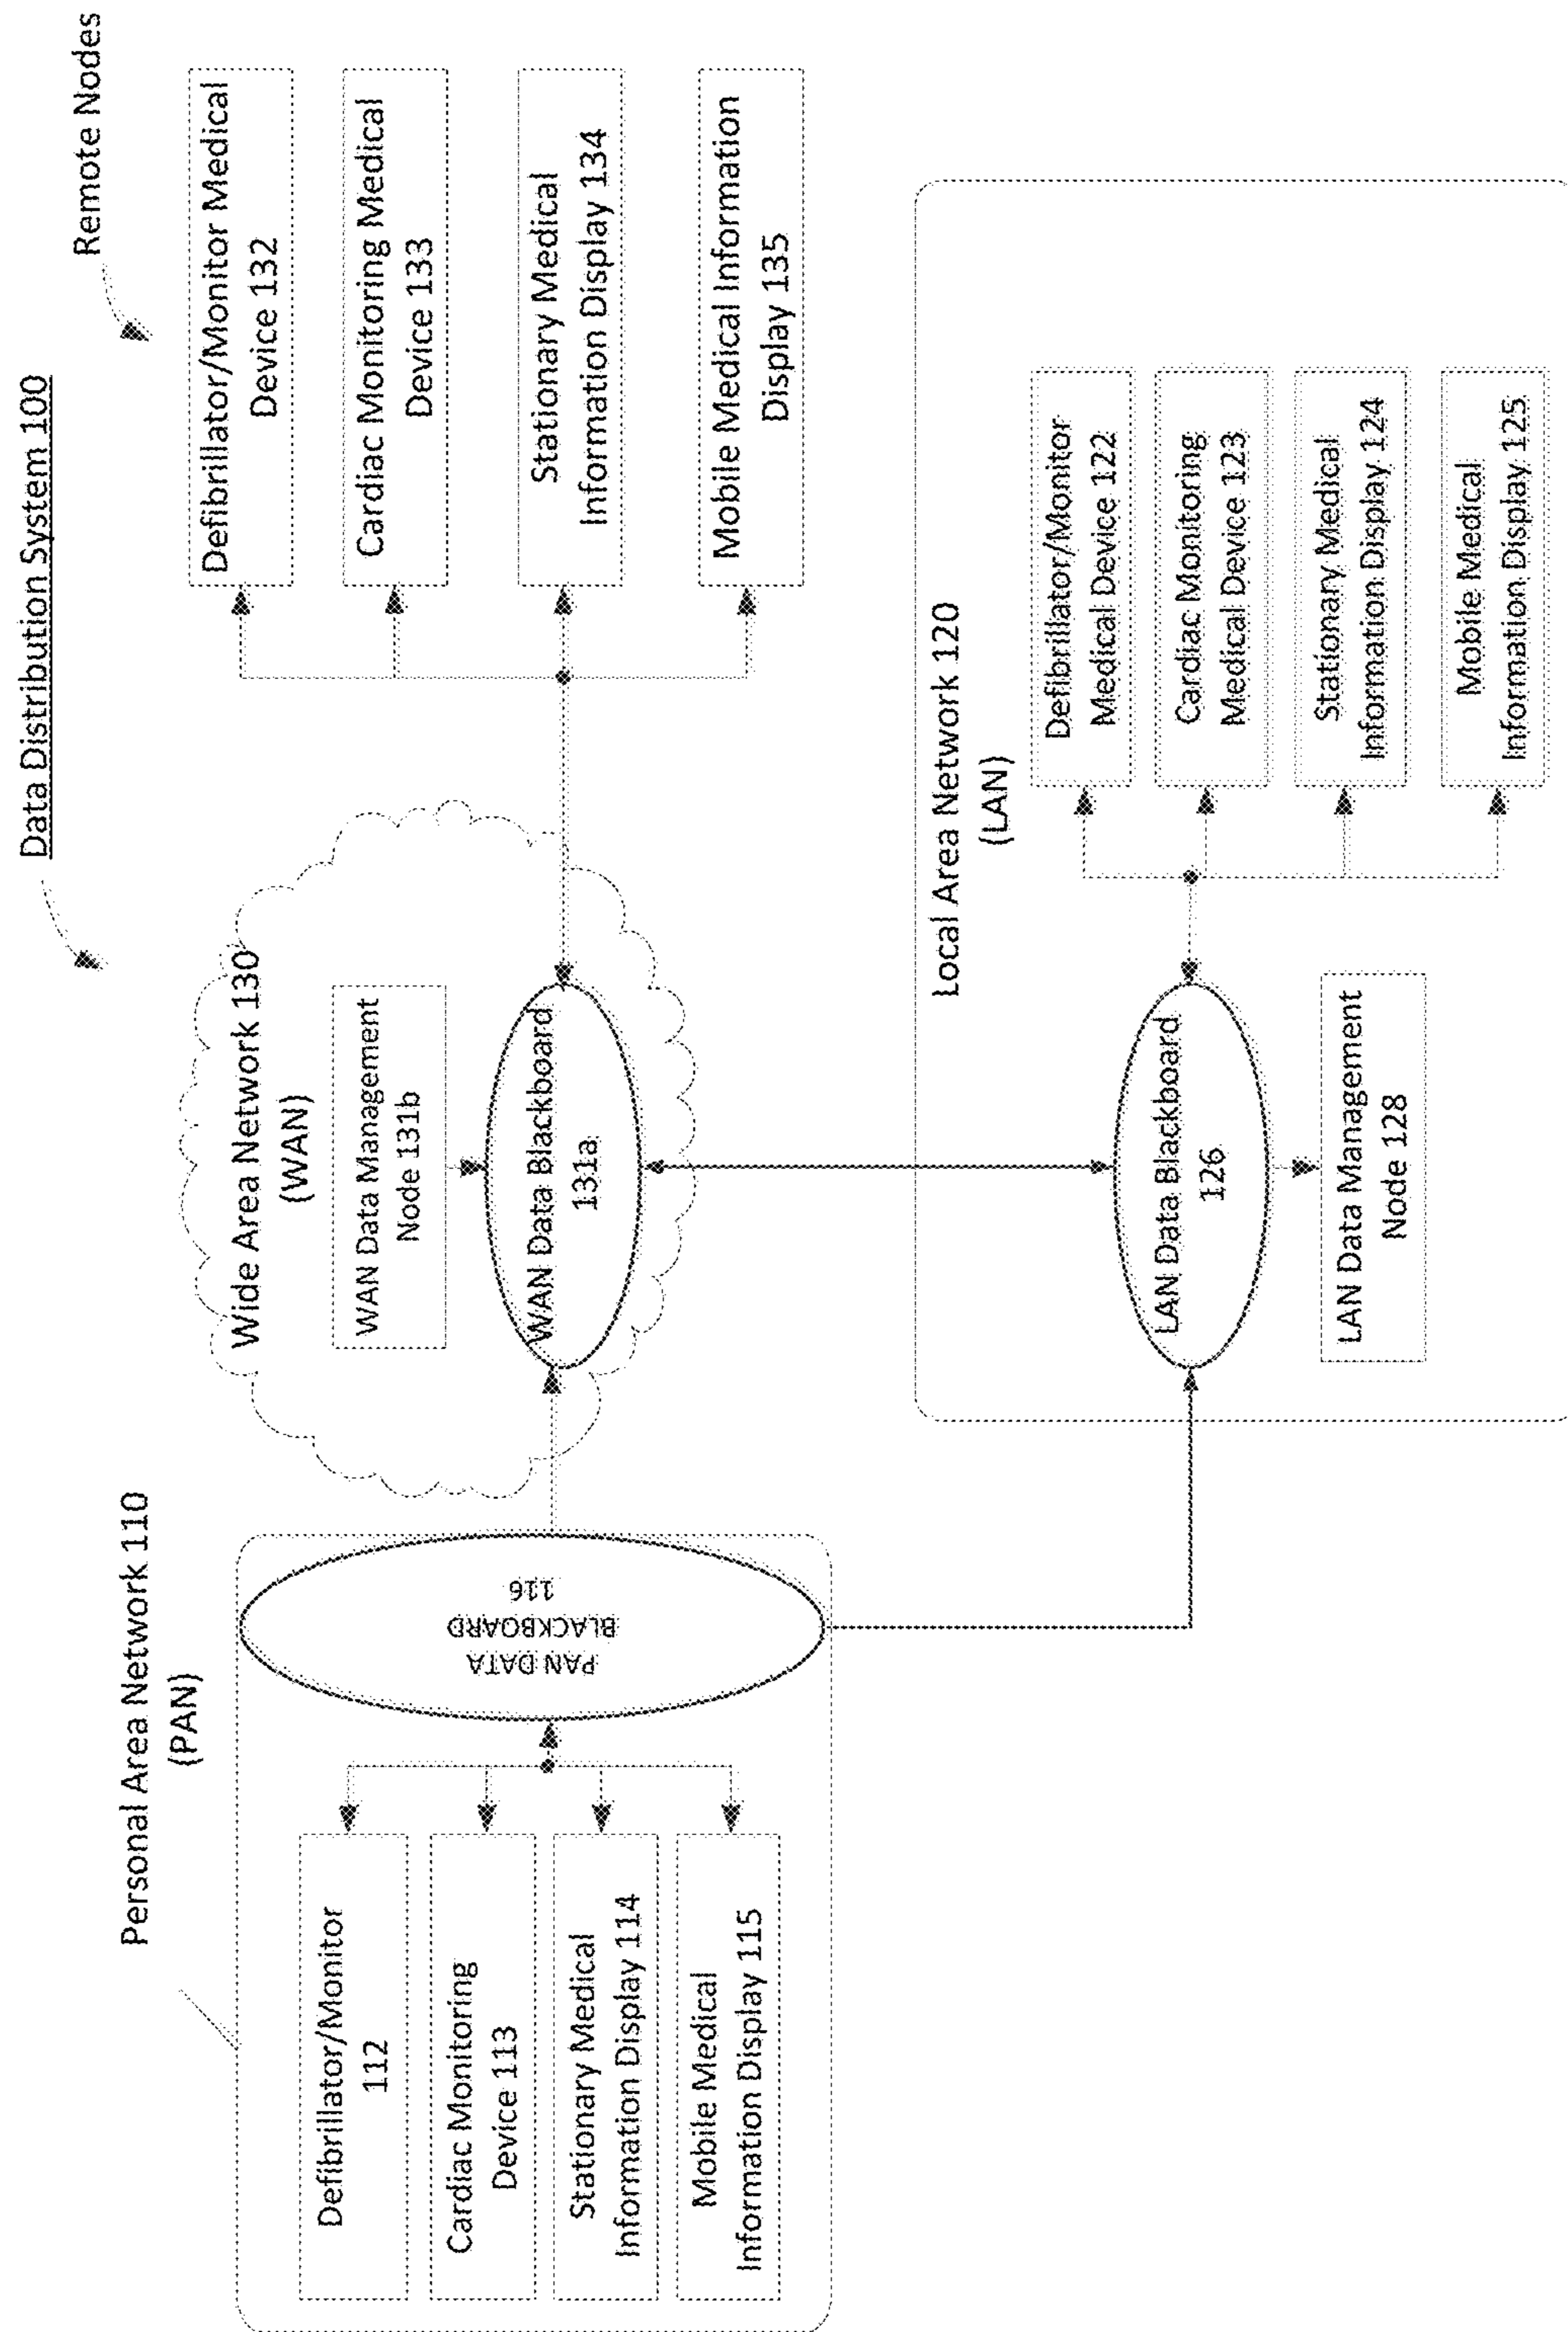 Data Distribution System 100
Remote Nodes
Personal Area Network 110
(PAN)
Defibrillator/Monitor
112
Cardiac Monitoring
Device 113
Stationary Medical
Information Display 114
Mobile Medical
Information Display 115
PAN DATA
BLACKBOARD
116
Wide Area Network 130
(WAN)
WAN Data Management
Node 131b
WAN Data Blackboard
131a
Defibrillator/Monitor Medical
Device 132
Cardiac Monitoring Medical
Device 133
Stationary Medical
Information Display 134
Mobile Medical Information
Display 135
Local Area Network 120
(LAN)
LAN Data Blackboard
126
LAN Data Management
Node 128
Defibrillator/Monitor
Medical Device 122
Cardiac Monitoring
Medical Device 123
Stationary Medical
Information Display 124
Mobile Medical
Information Display 125